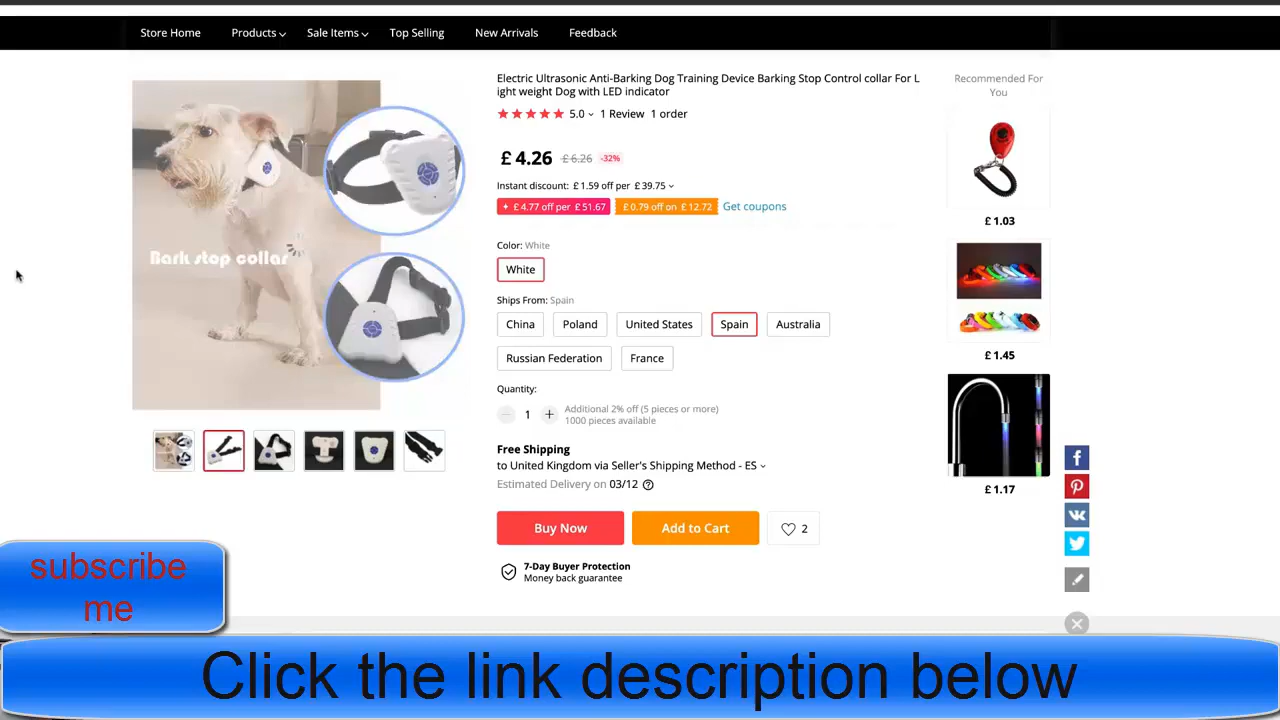 Store Home Products Sale Items Top Selling New Arrivals Feedback
Electric Ultrasonic Anti-Barking Dog Training Device Barking Stop Control collar For L
ight weight Dog with LED indicator
5.0 1 Review 1 order
£ 4.26 £ 6.26 -32%
Instant discount: £ 1.59 off per £ 39.75
£ 4.77 off per £ 51.67 £ 0.79 off on £ 12.72 Get coupons
Color: White
White
Ships From: Spain
China Poland United States Spain Australia
Russian Federation France
Quantity:
1
Additional 2% off (5 pieces or more)
1000 pieces available
Free Shipping
to United Kingdom via Seller's Shipping Method - ES
Estimated Delivery on 03/12
Buy Now Add to Cart 2
7-Day Buyer Protection
Money back guarantee
Recommended For
You
£ 1.03
£ 1.45
£ 1.17
Bark stop collar
subscribe
me
Click the link description below